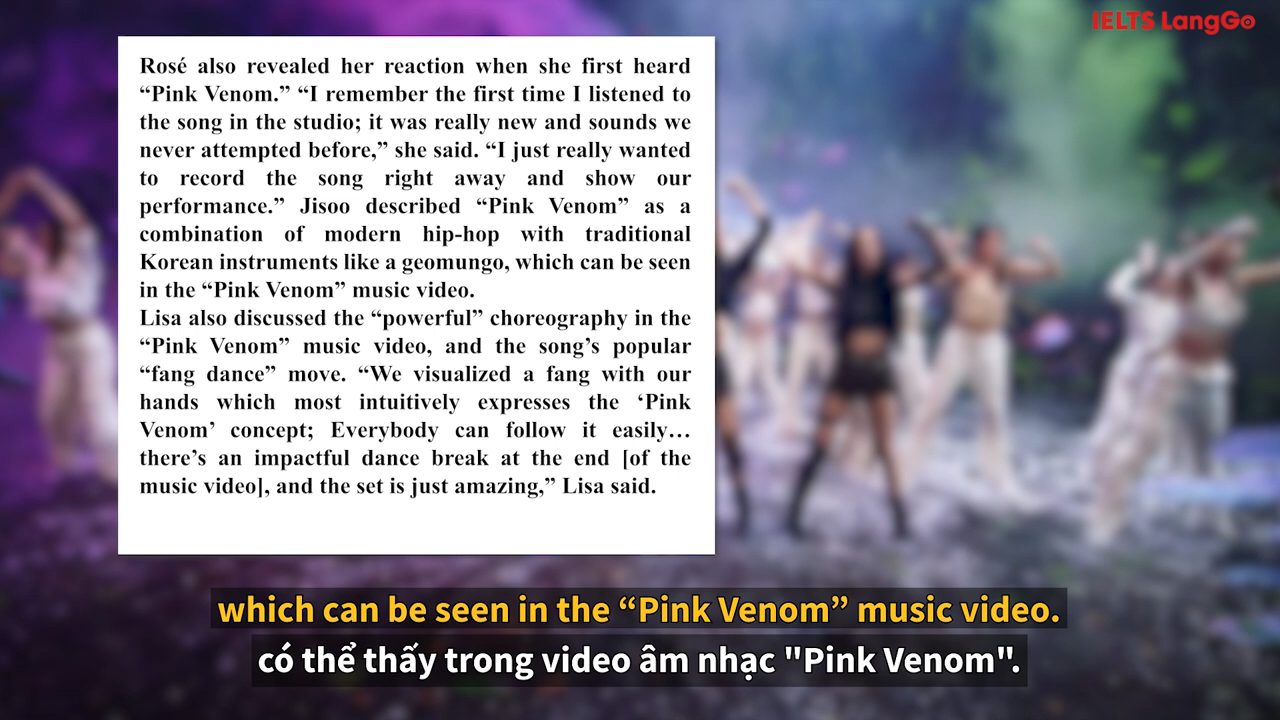 IELTS LangGo
Rosé also revealed her reaction when she first heard
“Pink Venom.” “I remember the first time I listened to
the song in the studio; it was really new and sounds we
never attempted before,” she said. “I just really wanted
to record the song right away and show our
performance.” Jisoo described “Pink Venom” as a
combination of modern hip-hop with traditional
Korean instruments like a geomungo, which can be seen
in the “Pink Venom” music video.
Lisa also discussed the “powerful” choreography in the
“Pink Venom” music video, and the song’s popular
“fang dance” move. “We visualized a fang with our
hands which most intuitively expresses the ‘Pink
Venom’ concept; Everybody can follow it easily…
there’s an impactful dance break at the end [of the
music video], and the set is just amazing,” Lisa said.
which can be seen in the “Pink Venom” music video.
có thể thấy trong video âm nhạc "Pink Venom".